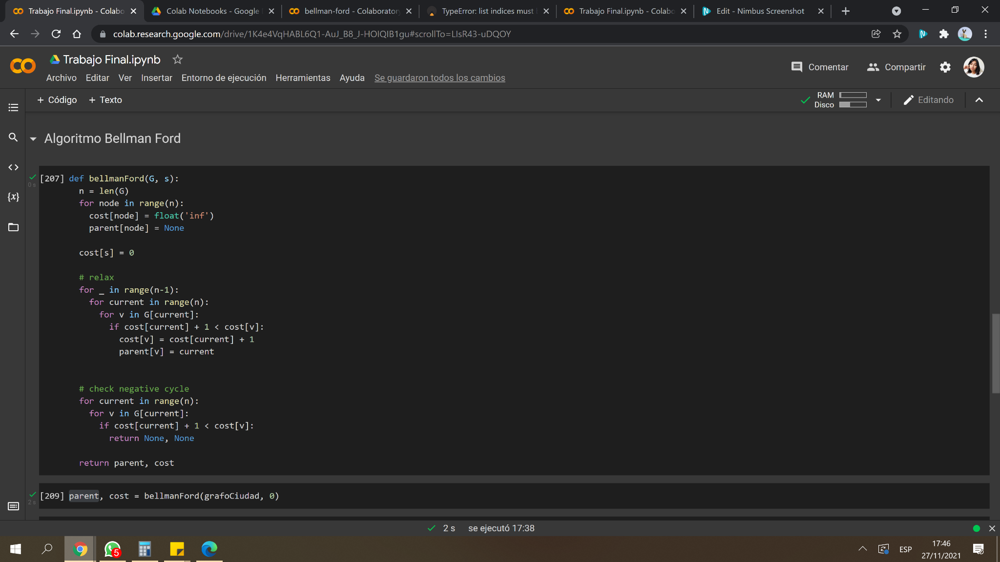 Trabajo Final.ipynb - Colabo
Colab Notebooks - Google
bellman-ford - Colaboratory
TypeError: list indices must
Trabajo Final.ipynb - Colabo
Edit - Nimbus Screenshot
colab.research.google.com/drive/1K4e4VqHABL6Q1-AuJ_B8_J-HOIQIB1gu#scrollTo=LIsR43-uDQOY
Trabajo Final.ipynb
Comentar
Compartir
Archivo Editar Ver Insertar Entorno de ejecución Herramientas Ayuda Se guardaron todos los cambios
+ Código + Texto
RAM
Disco
Editando
Algoritmo Bellman Ford
[207] def bellmanFord(G, s):
0 s
n = len(G)
for node in range(n):
cost[node] = float('inf')
parent[node] = None
cost[s] = 0
# relax
for _ in range(n-1):
for current in range(n):
for v in G[current]:
if cost[current] + 1 < cost[v]:
cost[v] = cost[current] + 1
parent[v] = current
# check negative cycle
for current in range(n):
for v in G[current]:
if cost[current] + 1 < cost[v]:
return None, None
return parent, cost
[209] parent, cost = bellmanFord(grafoCiudad, 0)
2 s
2 s se ejecutó 17:38
5
ESP
17:46
27/11/2021